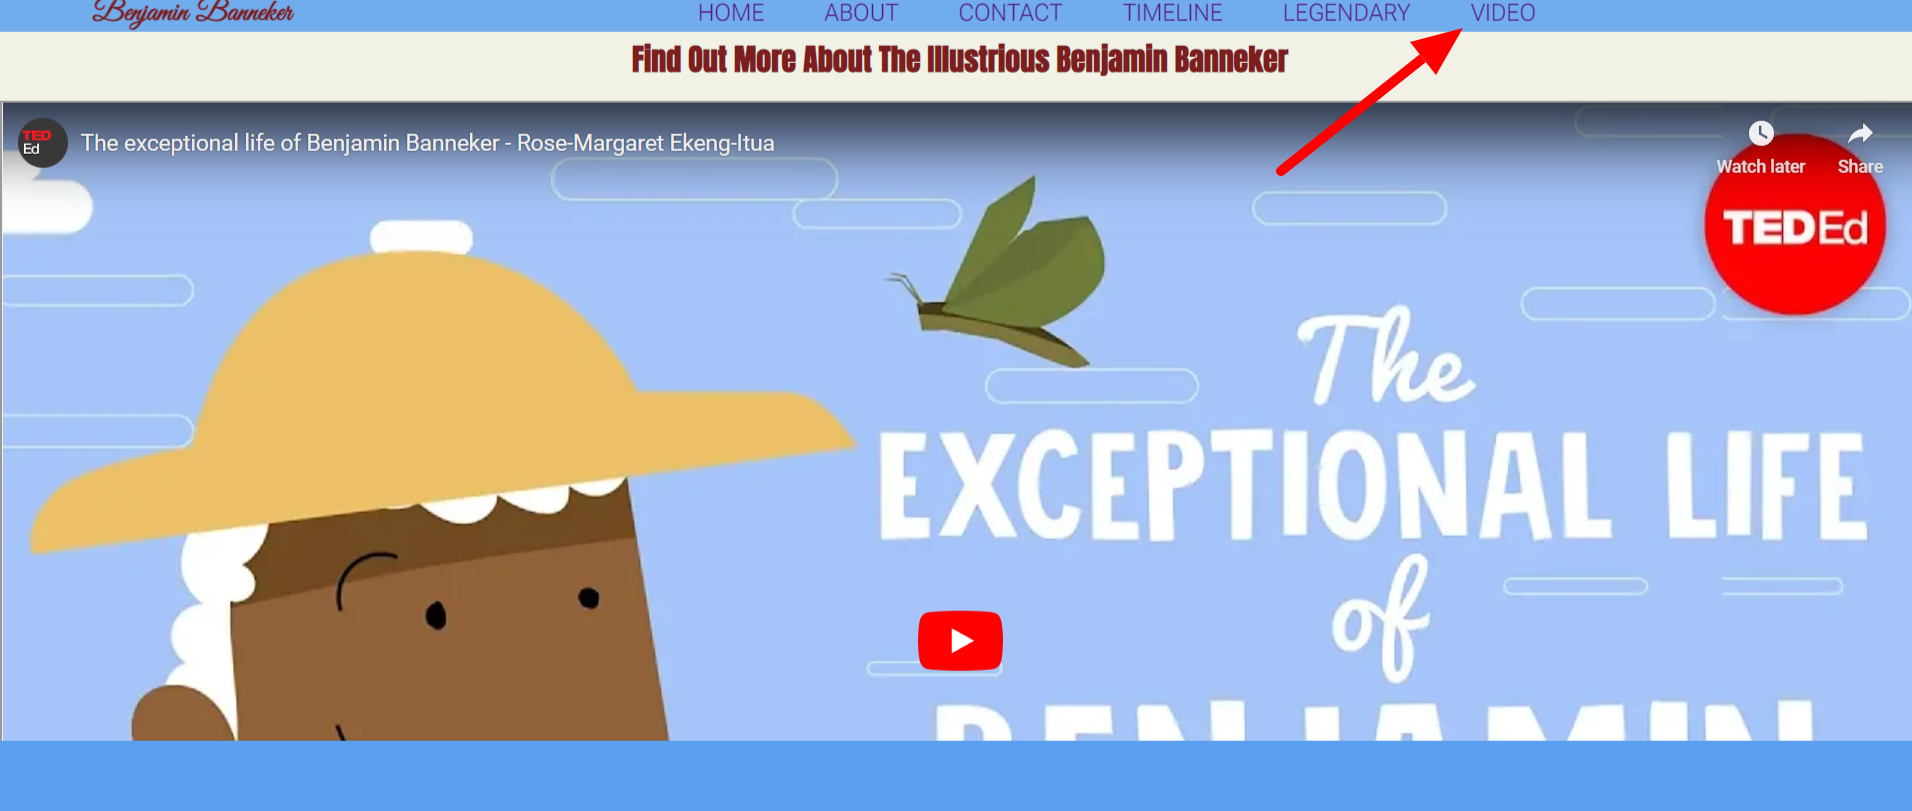 Benjamin Banneker
HOME ABOUT CONTACT TIMELINE LEGENDARY VIDEO
Find Out More About The Illustrious Benjamin Banneker
TED
Ed
The exceptional life of Benjamin Banneker - Rose-Margaret Ekeng-Itua
Watch later Share
TEDEd
The
EXCEPTIONAL LIFE
of
BENJAMIN